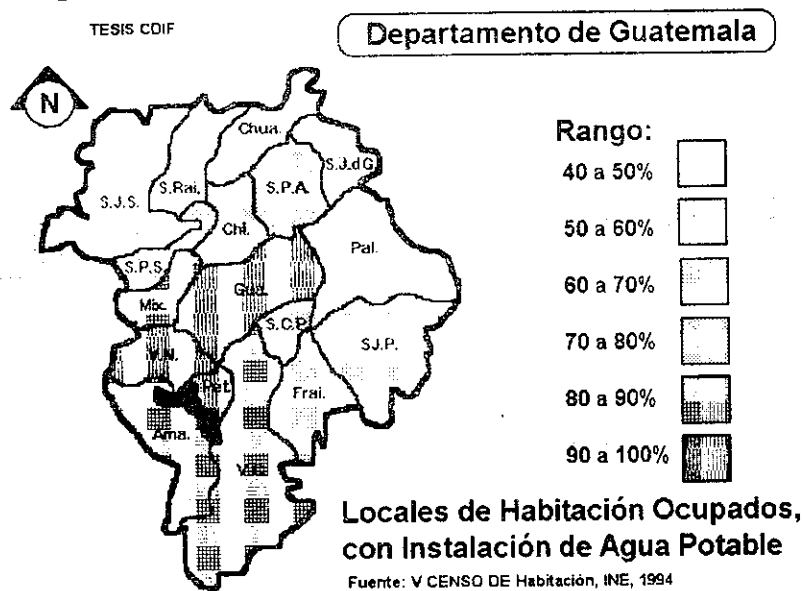 TESIS CDIF
Departamento de Guatemala
N
Chua.
S.J.d G.
S.Rai.
S.P.A.
S.J.S.
Chi.
Pal.
S.P.S.
Gua.
Mix.
S.C.P.
S.J.P.
V.N.
Pet.
Frai.
Ama.
V.C.
Rango:
40 a 50%
50 a 60%
60 a 70%
70 a 80%
80 a 90%
90 a 100%
Locales de Habitación Ocupados,
con Instalación de Agua Potable
Fuente: V CENSO DE Habitación, INE, 1994